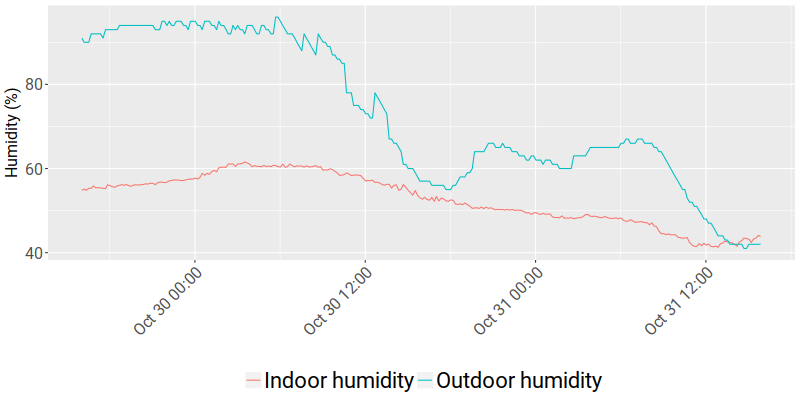 Humidity (%)
80
60
40
Oct 30 00:00
Oct 30 12:00
Oct 31 00:00
Oct 31 12:00
Indoor humidity
Outdoor humidity